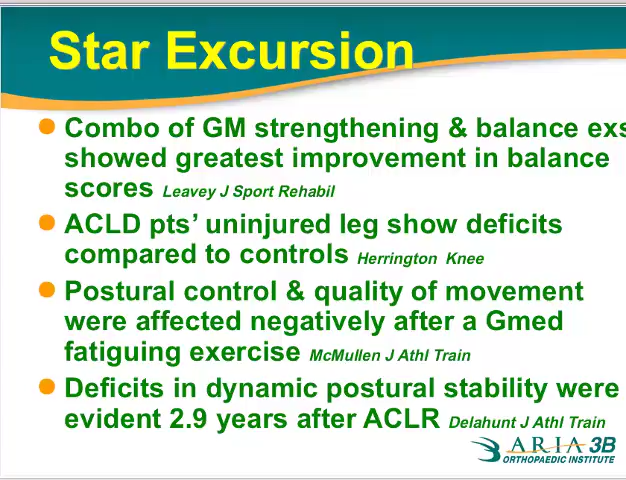 Star Excursion
Combo of GM strengthening & balance exs
showed greatest improvement in balance
scores Leavey J Sport Rehabil
ACLD pts’ uninjured leg show deficits
compared to controls Herrington Knee
Postural control & quality of movement
were affected negatively after a Gmed
fatiguing exercise McMullen J Athl Train
Deficits in dynamic postural stability were
evident 2.9 years after ACLR Delahunt J Athl Train
ARIA 3B
ORTHOPAEDIC INSTITUTE